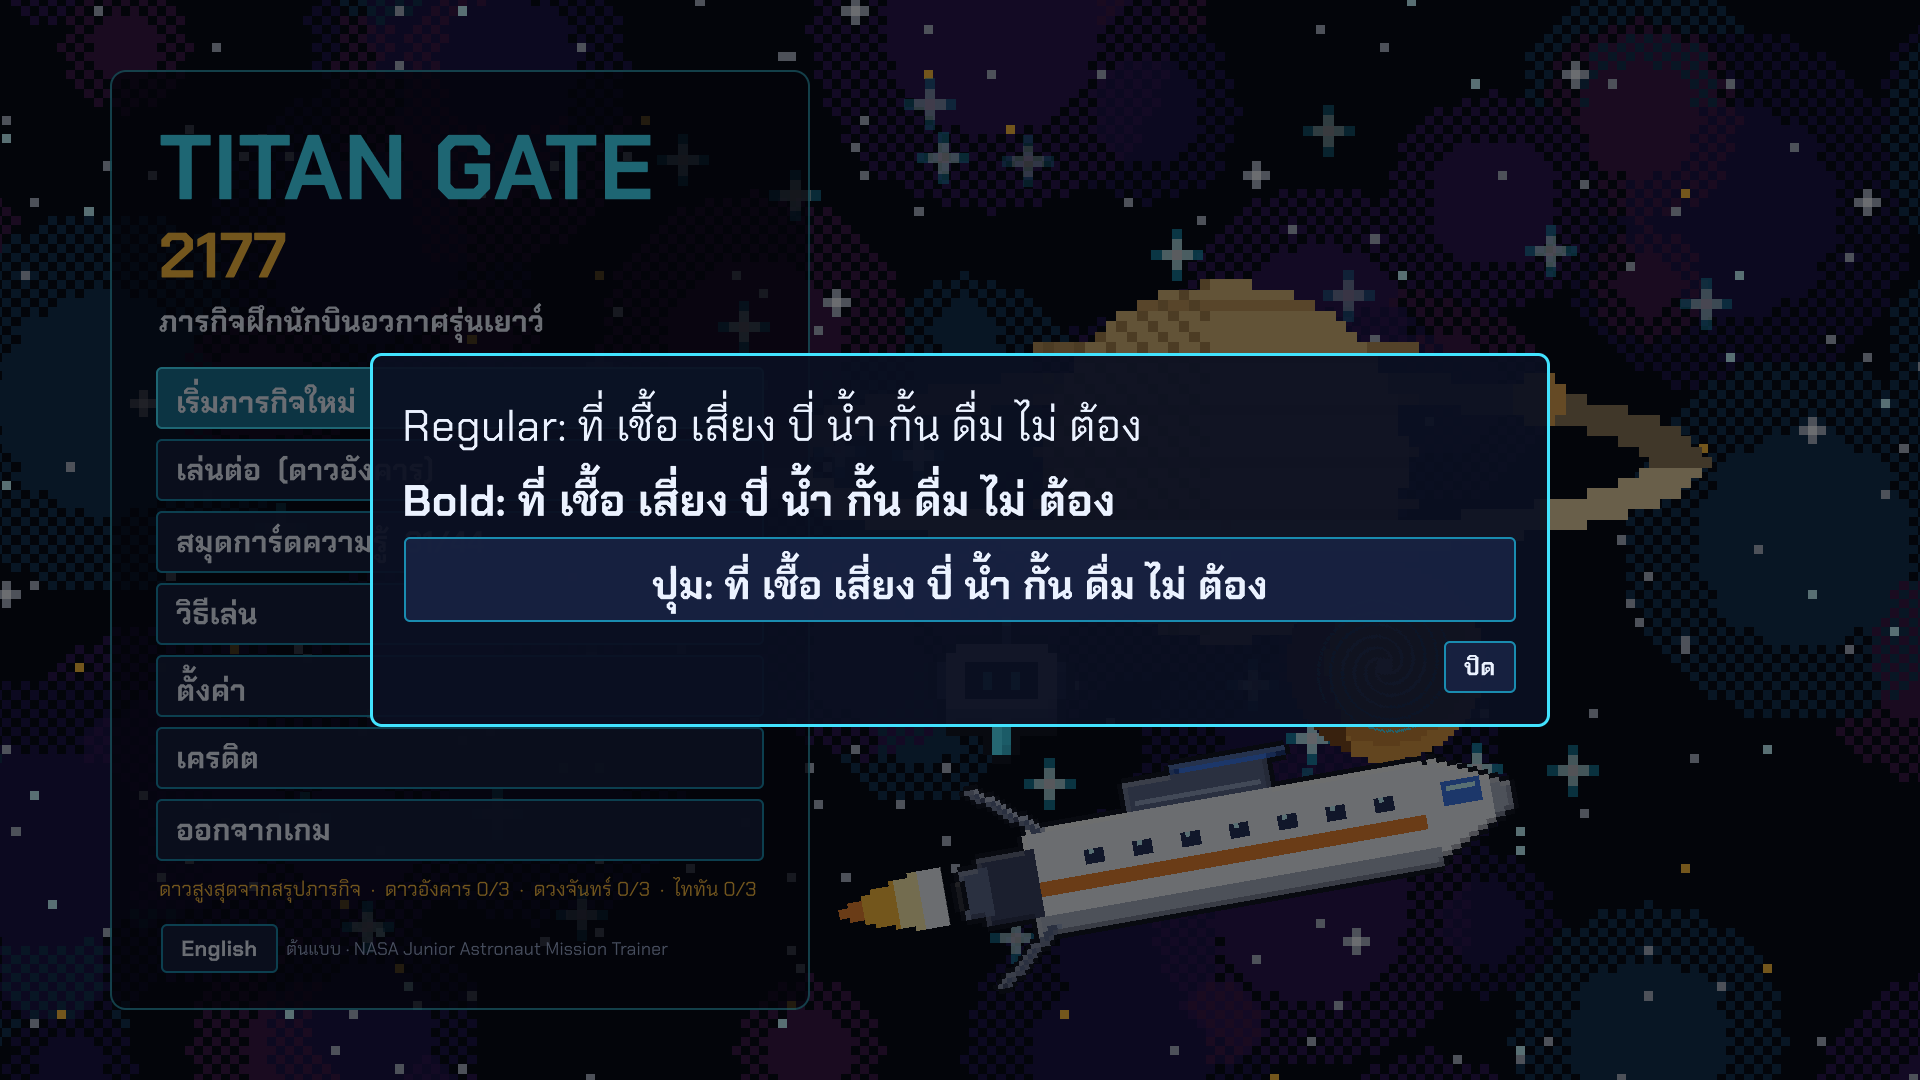 TITAN GATE
2177
ภารกิจฝึกนักบินอวกาศรุ่นเยาว์
เริ่มภารกิจใหม่
เล่นต่อ (ดาวอังคาร)
สมุดการ์ดความ
วิธีเล่น
ตั้งค่า
เครดิต
ออกจากเกม
ดาวสูงสุดจากสรุปภารกิจ · ดาวอังคาร 0/3 · ดวงจันทร์ 0/3 · ไททัน 0/3
English ต้นแบบ · NASA Junior Astronaut Mission Trainer
Regular: ที่ เชื้อ เสี่ยง ปี่ น้ำ กั้น ดื่ม ไม่ ต้อง
Bold: ที่ เชื้อ เสี่ยง ปี่ น้ำ กั้น ดื่ม ไม่ ต้อง
ปุ่ม: ที่ เชื้อ เสี่ยง ปี่ น้ำ กั้น ดื่ม ไม่ ต้อง
ปิด